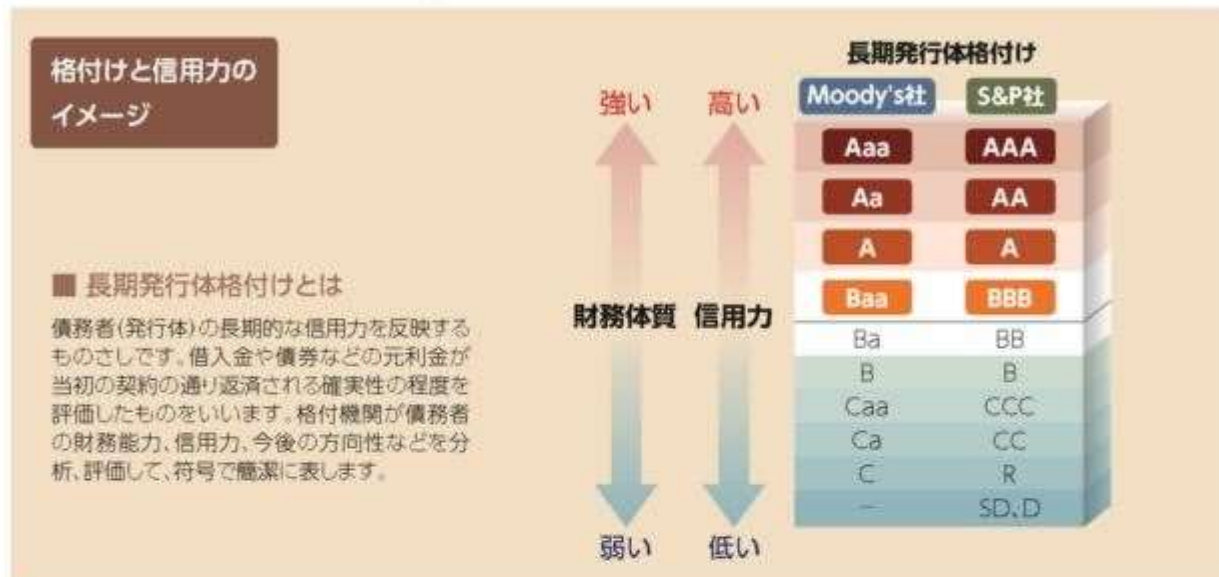 格付けと信用力の
イメージ
■ 長期発行体格付けとは
債務者(発行体)の長期的な信用力を反映する
ものさしです。借入金や債券などの元利金が
当初の契約の通り返済される確実性の程度を
評価したものをいいます。格付機関が債務者
の財務能力、信用力、今後の方向性などを分
析、評価して、符号で簡潔に表します。
強い 高い
財務体質 信用力
弱い 低い
長期発行体格付け
Moody's社 S&P社
Aaa AAA
Aa AA
A A
Baa BBB
Ba BB
B B
Caa CCC
Ca CC
C R
– SD、D